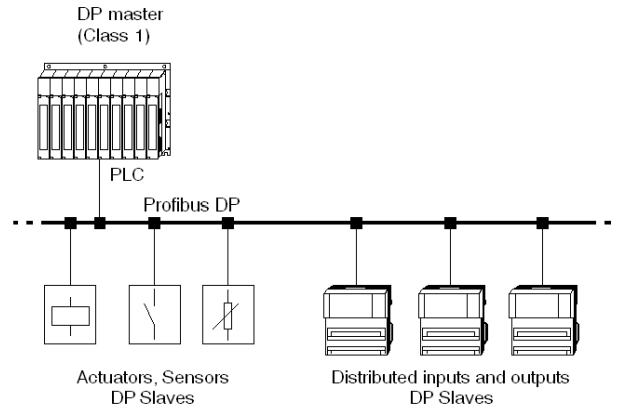 DP master
(Class 1)
PLC
Profibus DP
Actuators, Sensors
DP Slaves
Distributed inputs and outputs
DP Slaves